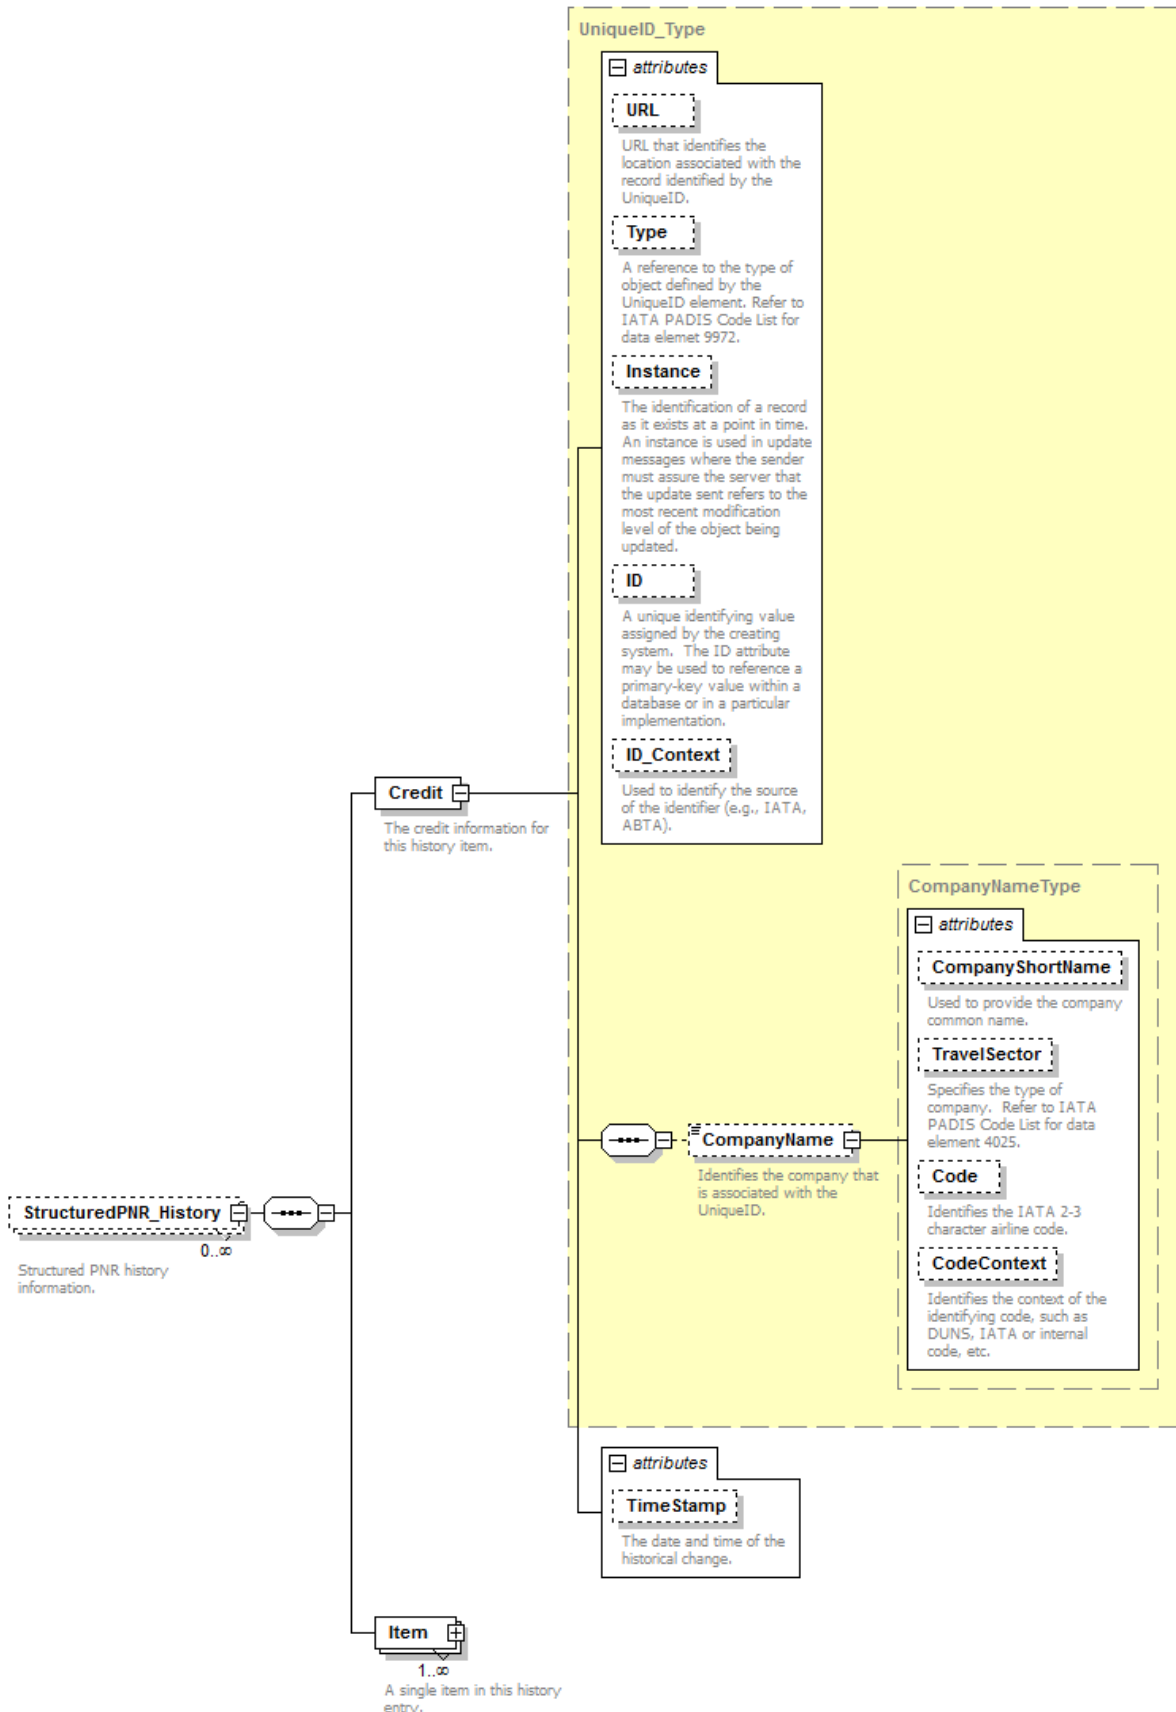 UniqueID_Type
attributes
URL
URL that identifies the
location associated with the
record identified by the
UniqueID.
Type
A reference to the type of
object defined by the
UniqueID element. Refer to
IATA PADIS Code List for
data elemet 9972.
Instance
The identification of a record
as it exists at a point in time.
An instance is used in update
messages where the sender
must assure the server that
the update sent refers to the
most recent modification
level of the object being
updated.
ID
A unique identifying value
assigned by the creating
system.  The ID attribute
may be used to reference a
primary-key value within a
database or in a particular
implementation.
ID_Context
Used to identify the source
of the identifier (e.g., IATA,
ABTA).
Credit
The credit information for
this history item.
CompanyNameType
attributes
CompanyShortName
Used to provide the company
common name.
TravelSector
Specifies the type of
company.  Refer to IATA
PADIS Code List for data
element 4025.
Code
Identifies the IATA 2-3
character airline code.
CodeContext
Identifies the context of the
identifying code, such as
DUNS, IATA or internal
code, etc.
CompanyName
Identifies the company that
is associated with the
UniqueID.
StructuredPNR_History
0..∞
Structured PNR history
information.
attributes
TimeStamp
The date and time of the
historical change.
Item
1..∞
A single item in this history
entry.